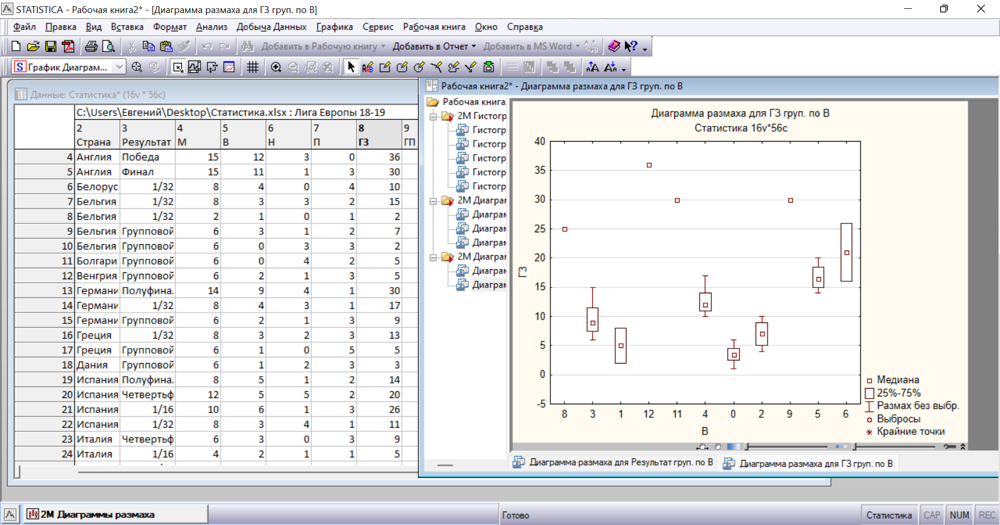 STATISTICA - Рабочая книга2* - [Диаграмма размаха для ГЗ груп. по В]
Файл Правка Вид Вставка Формат Анализ Добыча Данных Графика Сервис Рабочая книга Окно Справка
Добавить в Рабочую книгу Добавить в Отчет Добавить в MS Word
График Диаграм...
Данные: Статистика* (16v * 56c)
C:\Users\Евгений\Desktop\Статистика.xlsx : Лига Европы 18-19
2 3 4 5 6 7 8 9
Страна Результат М В Н П ГЗ ГП
4 Англия Победа 15 12 3 0 36
5 Англия Финал 15 11 1 3 30
6 Белорус 1/32 8 4 0 4 10
7 Бельгия 1/32 8 3 3 2 15
8 Бельгия 1/32 2 1 0 1 2
9 Бельгия Групповой 6 3 1 2 7
10 Бельгия Групповой 6 0 3 3 2
11 Болгари Групповой 6 0 4 2 5
12 Венгрия Групповой 6 2 1 3 5
13 Германи Полуфина. 14 9 4 1 30
14 Германи 1/32 8 4 3 1 17
15 Германи Групповой 6 2 1 3 9
16 Греция 1/32 8 3 2 3 13
17 Греция Групповой 6 1 0 5 5
18 Дания Групповой 6 1 2 3 3
19 Испания Полуфина. 8 5 1 2 14
20 Испания Четвертьф 12 5 5 2 20
21 Испания 1/16 10 6 1 3 26
22 Испания 1/32 8 3 4 1 11
23 Италия Четвертьф 6 3 0 3 9
24 Италия 1/16 4 2 1 1 5
Рабочая книга2* - Диаграмма размаха для ГЗ груп. по В
Рабочая книга
2М Гистогр
Гистогр
Гистогр
Гистогр
Гистогр
Гистогр
2М Диаграм
Диаграм
Диаграм
Диаграм
2М Диаграм
Диаграм
Диаграм
Диаграмма размаха для ГЗ груп. по В
Статистика 16v*56c
40
35
30
25
20
15
10
5
0
-5
ГЗ
8 3 1 12 11 4 0 2 9 5 6
В
Медиана
25%-75%
Размах без выбр.
Выбросы
Крайние точки
Диаграмма размаха для Результат груп. по В Диаграмма размаха для ГЗ груп. по В
2М Диаграммы размаха
Готово
Статистика CAP NUM REC